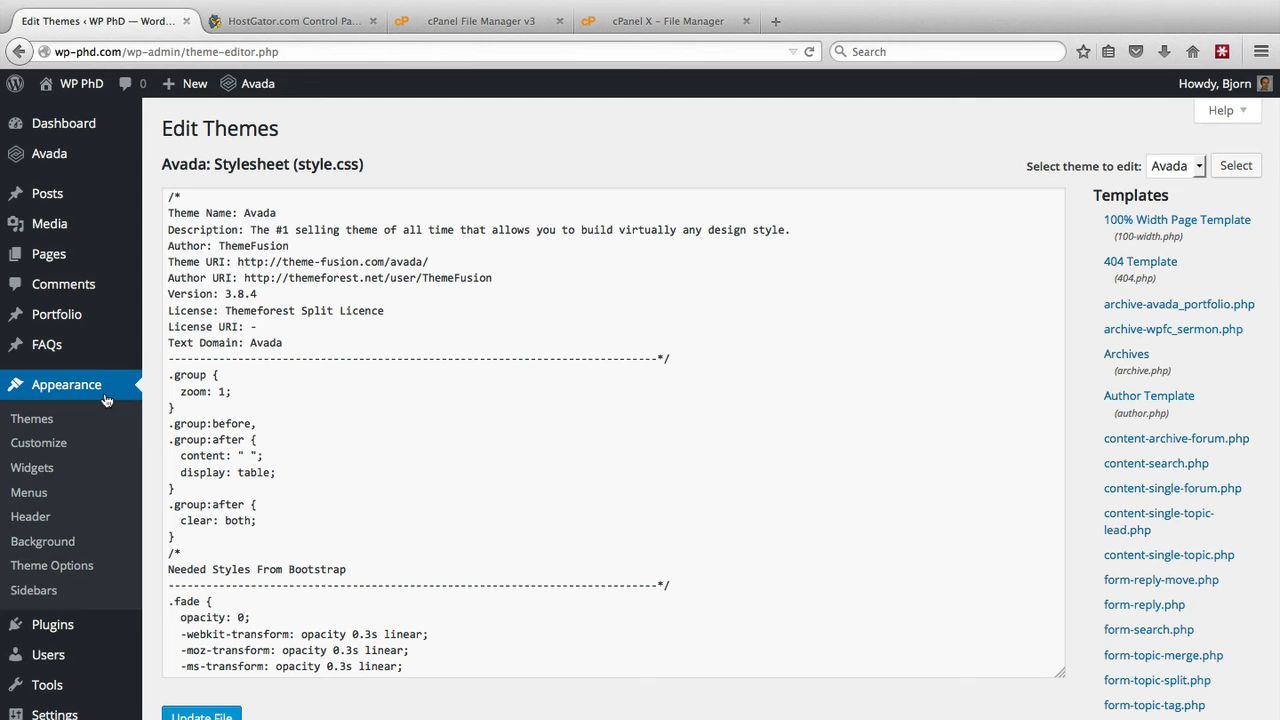 Edit Themes ‹ WP PhD — Word...
HostGator.com Control Pa...
cPanel File Manager v3
cPanel X - File Manager
wp-phd.com/wp-admin/theme-editor.php
Search
WP PhD
0
New
Avada
Howdy, Bjorn
Dashboard
Avada
Posts
Media
Pages
Comments
Portfolio
FAQs
Appearance
Themes
Customize
Widgets
Menus
Header
Background
Theme Options
Sidebars
Plugins
Users
Tools
Settings
Help
Edit Themes
Avada: Stylesheet (style.css)
Select theme to edit: Avada Select
/*
Theme Name: Avada
Description: The #1 selling theme of all time that allows you to build virtually any design style.
Author: ThemeFusion
Theme URI: http://theme-fusion.com/avada/
Author URI: http://themeforest.net/user/ThemeFusion
Version: 3.8.4
License: Themeforest Split Licence
License URI: -
Text Domain: Avada
-----------------------------------------------------------------------------*/
.group {
zoom: 1;
}
.group:before,
.group:after {
content: " ";
display: table;
}
.group:after {
clear: both;
}
/*
Needed Styles From Bootstrap
-----------------------------------------------------------------------------*/
.fade {
opacity: 0;
-webkit-transform: opacity 0.3s linear;
-moz-transform: opacity 0.3s linear;
-ms-transform: opacity 0.3s linear;
Update File
Templates
100% Width Page Template
(100-width.php)
404 Template
(404.php)
archive-avada_portfolio.php
archive-wpfc_sermon.php
Archives
(archive.php)
Author Template
(author.php)
content-archive-forum.php
content-search.php
content-single-forum.php
content-single-topic-
lead.php
content-single-topic.php
form-reply-move.php
form-reply.php
form-search.php
form-topic-merge.php
form-topic-split.php
form-topic-tag.php